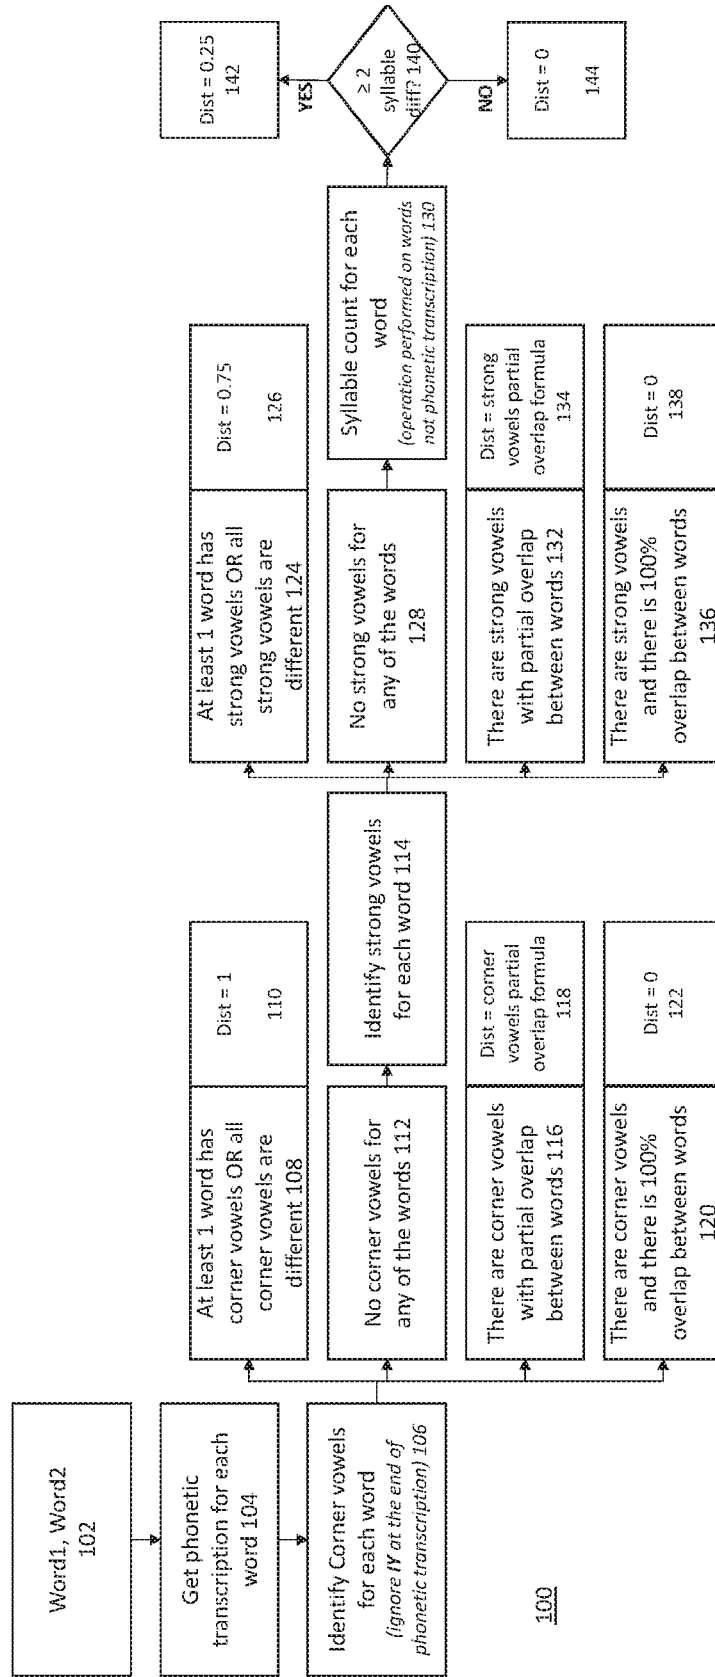 Word1, Word2
102
Get phonetic
transcription for each
word 104
Identify Corner vowels
for each word
(ignore IY at the end of
phonetic transcription) 106
100
At least 1 word has
corner vowels OR all
corner vowels are
different 108
Dist = 1
110
No corner vowels for
any of the words 112
Identify strong vowels
for each word 114
There are corner vowels
with partial overlap
between words 116
Dist = corner
vowels partial
overlap formula
118
There are corner vowels
and there is 100%
overlap between words
120
Dist = 0
122
At least 1 word has
strong vowels OR all
strong vowels are
different 124
Dist = 0.75
126
No strong vowels for
any of the words
128
Syllable count for each
word
(operation performed on words
not phonetic transcription) 130
There are strong vowels
with partial overlap
between words 132
Dist = strong
vowels partial
overlap formula
134
There are strong vowels
and there is 100%
overlap between words
136
Dist = 0
138
≥ 2
syllable
diff? 140
YES
Dist = 0.25
142
NO
Dist = 0
144